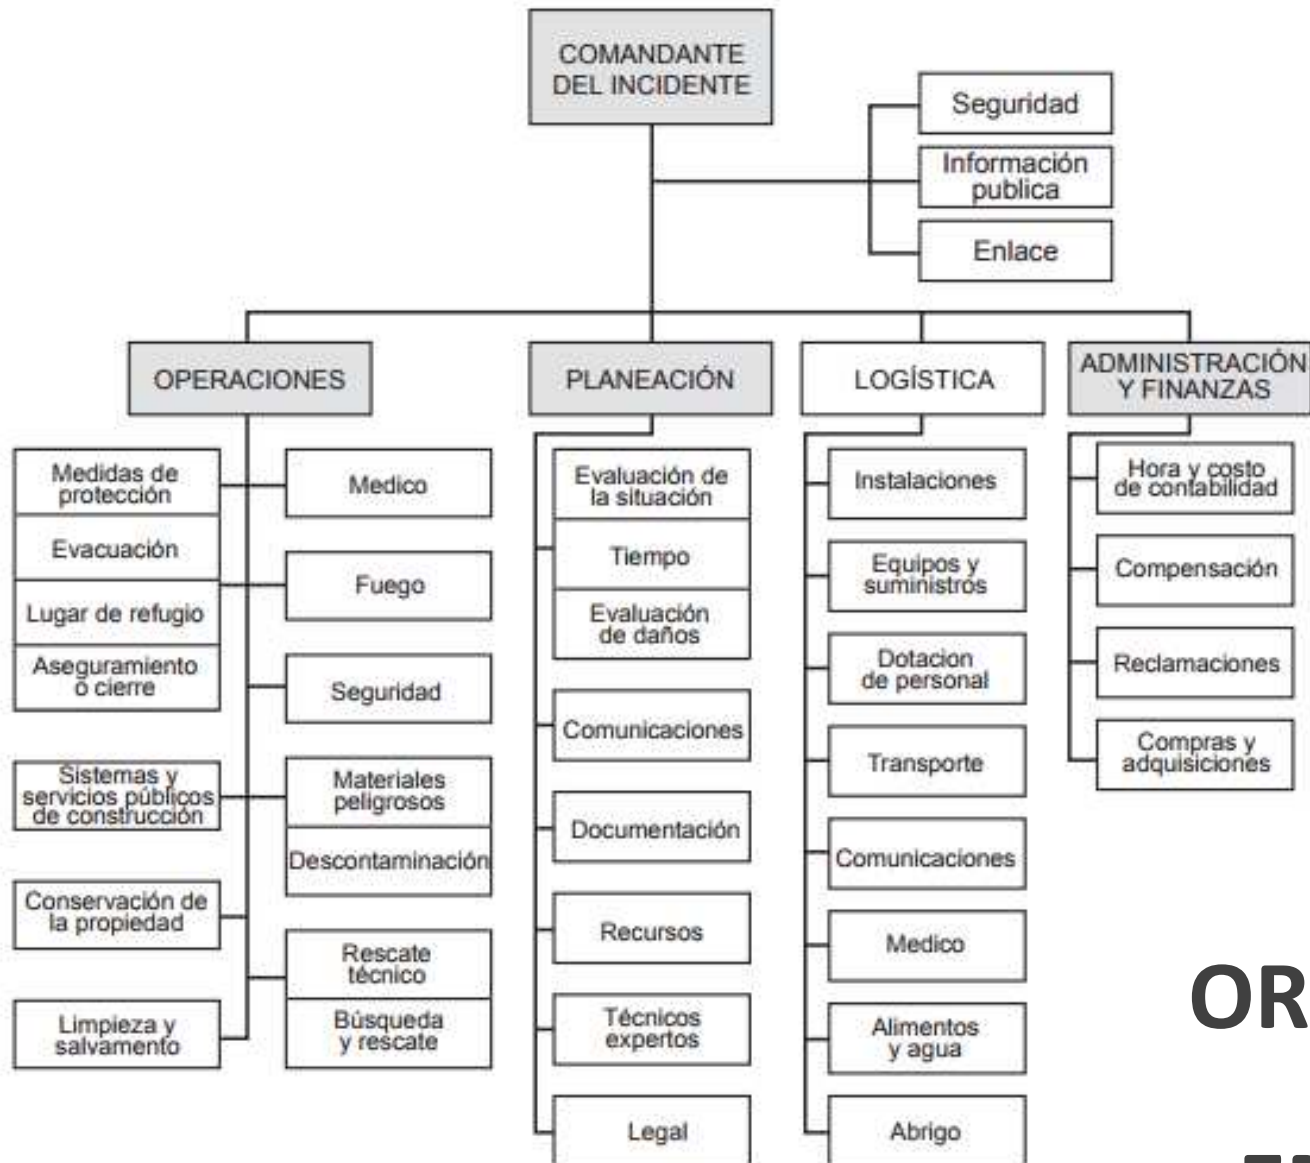 COMANDANTE
DEL INCIDENTE
Seguridad
Información
publica
Enlace
OPERACIONES
PLANEACIÓN
LOGÍSTICA
ADMINISTRACIÓN
Y FINANZAS
Medidas de
protección
Evacuación
Lugar de refugio
Aseguramiento
o cierre
Sistemas y
servicios públicos
de construcción
Conservación de
la propiedad
Limpieza y
salvamento
Medico
Fuego
Seguridad
Materiales
peligrosos
Descontaminación
Rescate
técnico
Búsqueda
y rescate
Evaluación de
la situación
Tiempo
Evaluación
de daños
Comunicaciones
Documentación
Recursos
Técnicos
expertos
Legal
Instalaciones
Equipos y
suministros
Dotacion
de personal
Transporte
Comunicaciones
Medico
Alimentos
y agua
Abrigo
Hora y costo
de contabilidad
Compensación
Reclamaciones
Compras y
adquisiciones
OR